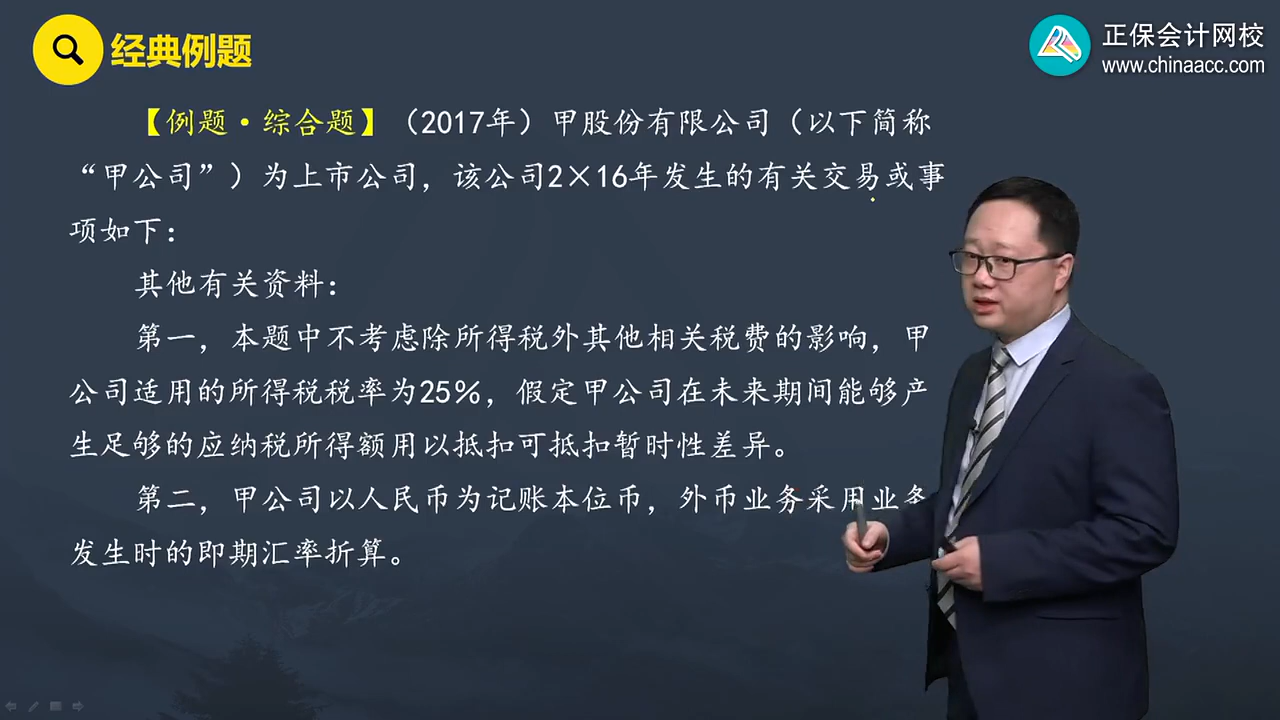 经典例题
正保会计网校
www.chinaacc.com
【例题·综合题】（2017年）甲股份有限公司（以下简称
“甲公司”）为上市公司，该公司2×16年发生的有关交易或事
项如下：
其他有关资料：
第一，本题中不考虑除所得税外其他相关税费的影响，甲
公司适用的所得税税率为25%，假定甲公司在未来期间能够产
生足够的应纳税所得额用以抵扣可抵扣暂时性差异。
第二，甲公司以人民币为记账本位币，外币业务采用业务
发生时的即期汇率折算。